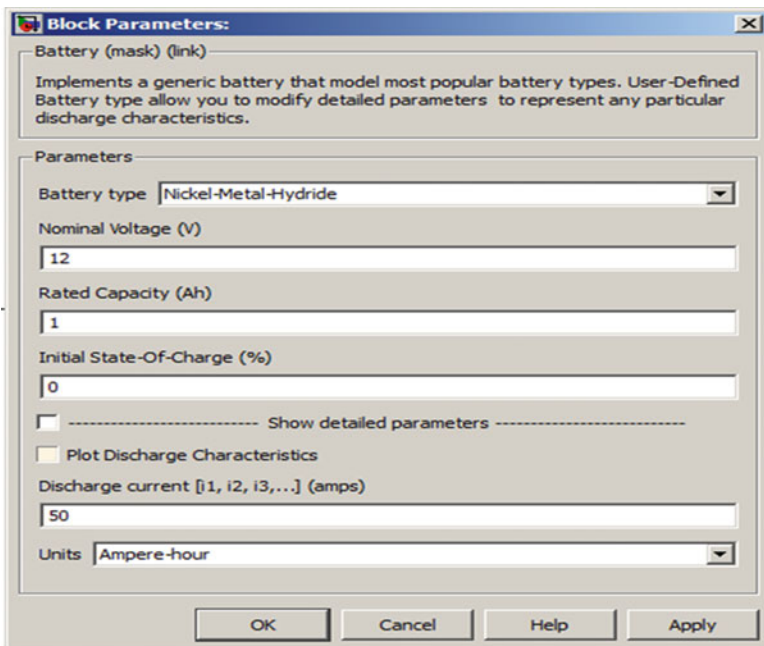 Block Parameters:
Battery (mask) (link)
Implements a generic battery that model most popular battery types. User-Defined
Battery type allow you to modify detailed parameters to represent any particular
discharge characteristics.
Parameters
Battery type Nickel-Metal-Hydride
Nominal Voltage (V)
12
Rated Capacity (Ah)
1
Initial State-Of-Charge (%)
0
--------------------------- Show detailed parameters ---------------------------
Plot Discharge Characteristics
Discharge current [i1, i2, i3,...] (amps)
50
Units Ampere-hour
OK Cancel Help Apply